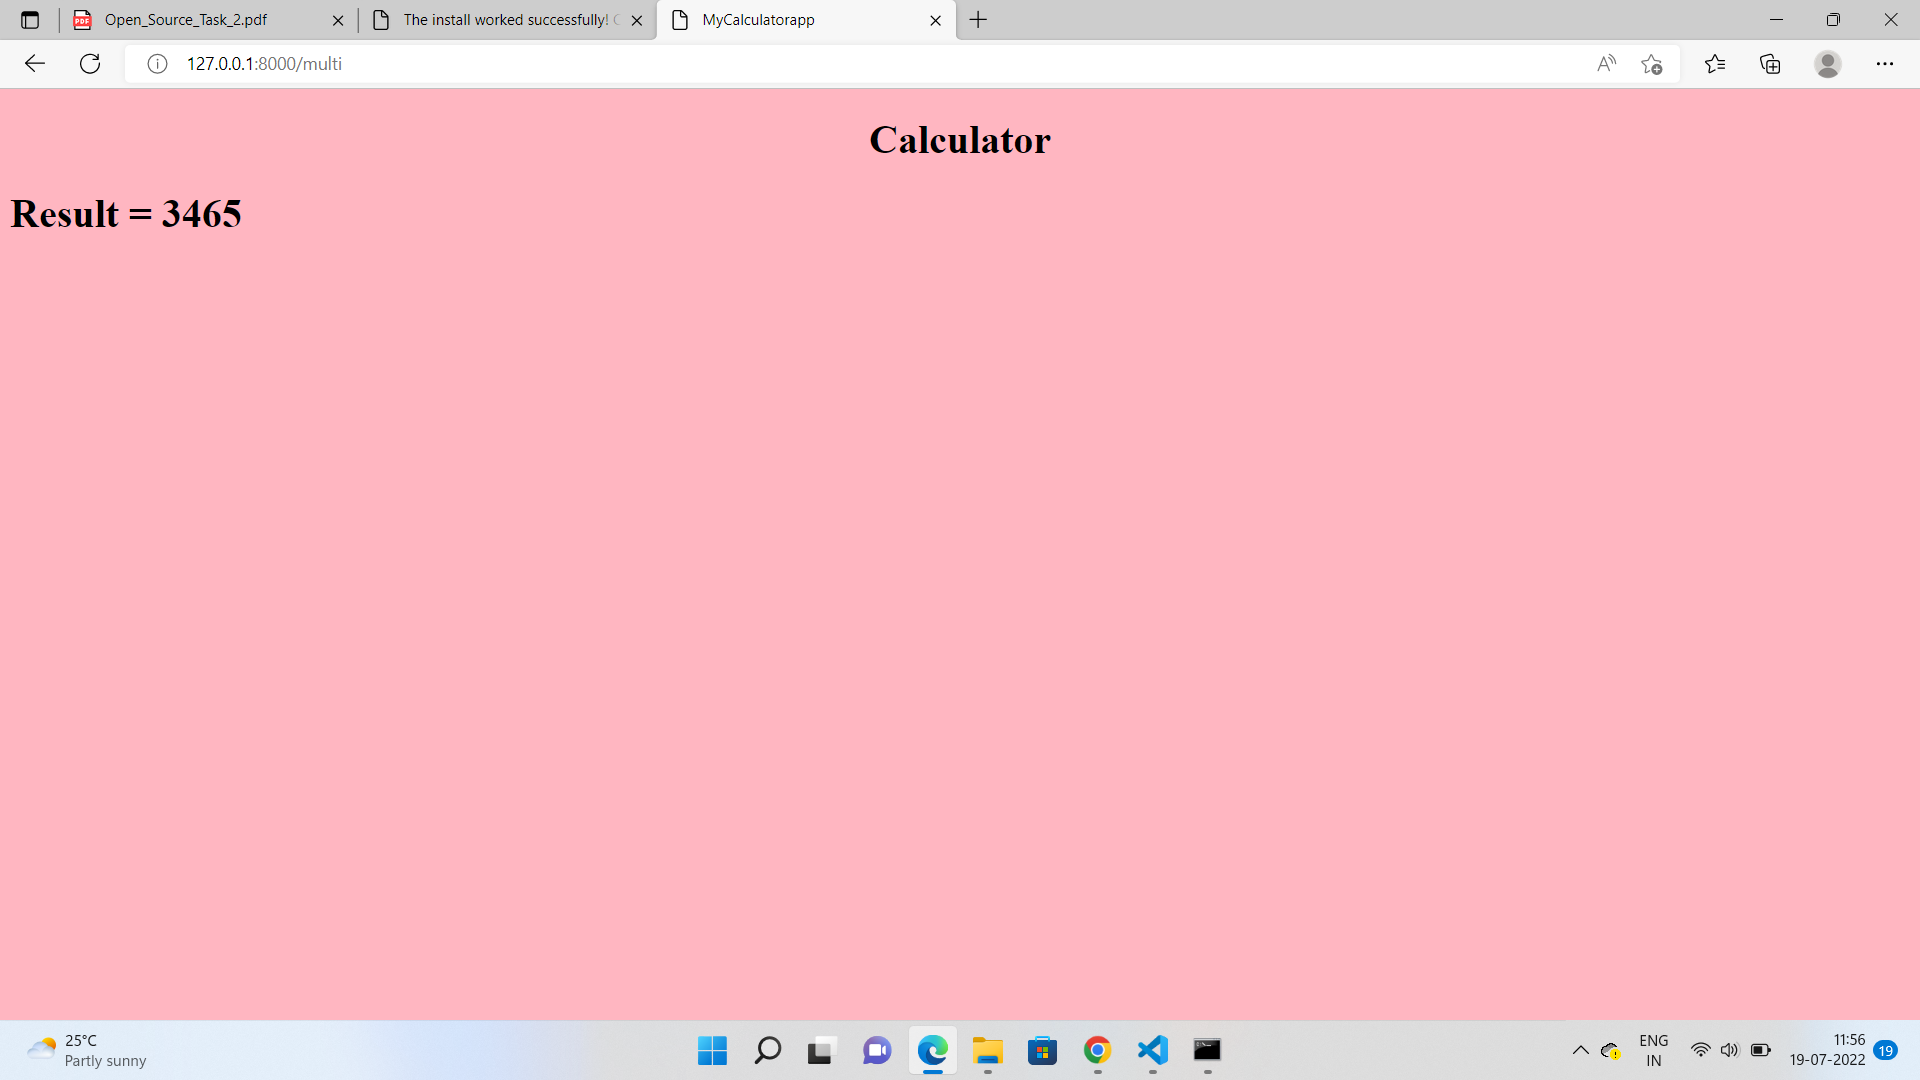 Open_Source_Task_2.pdf
The install worked successfully!
MyCalculatorapp
127.0.0.1:8000/multi
Calculator
Result = 3465
25°C
Partly sunny
ENG
IN
11:56
19-07-2022
19